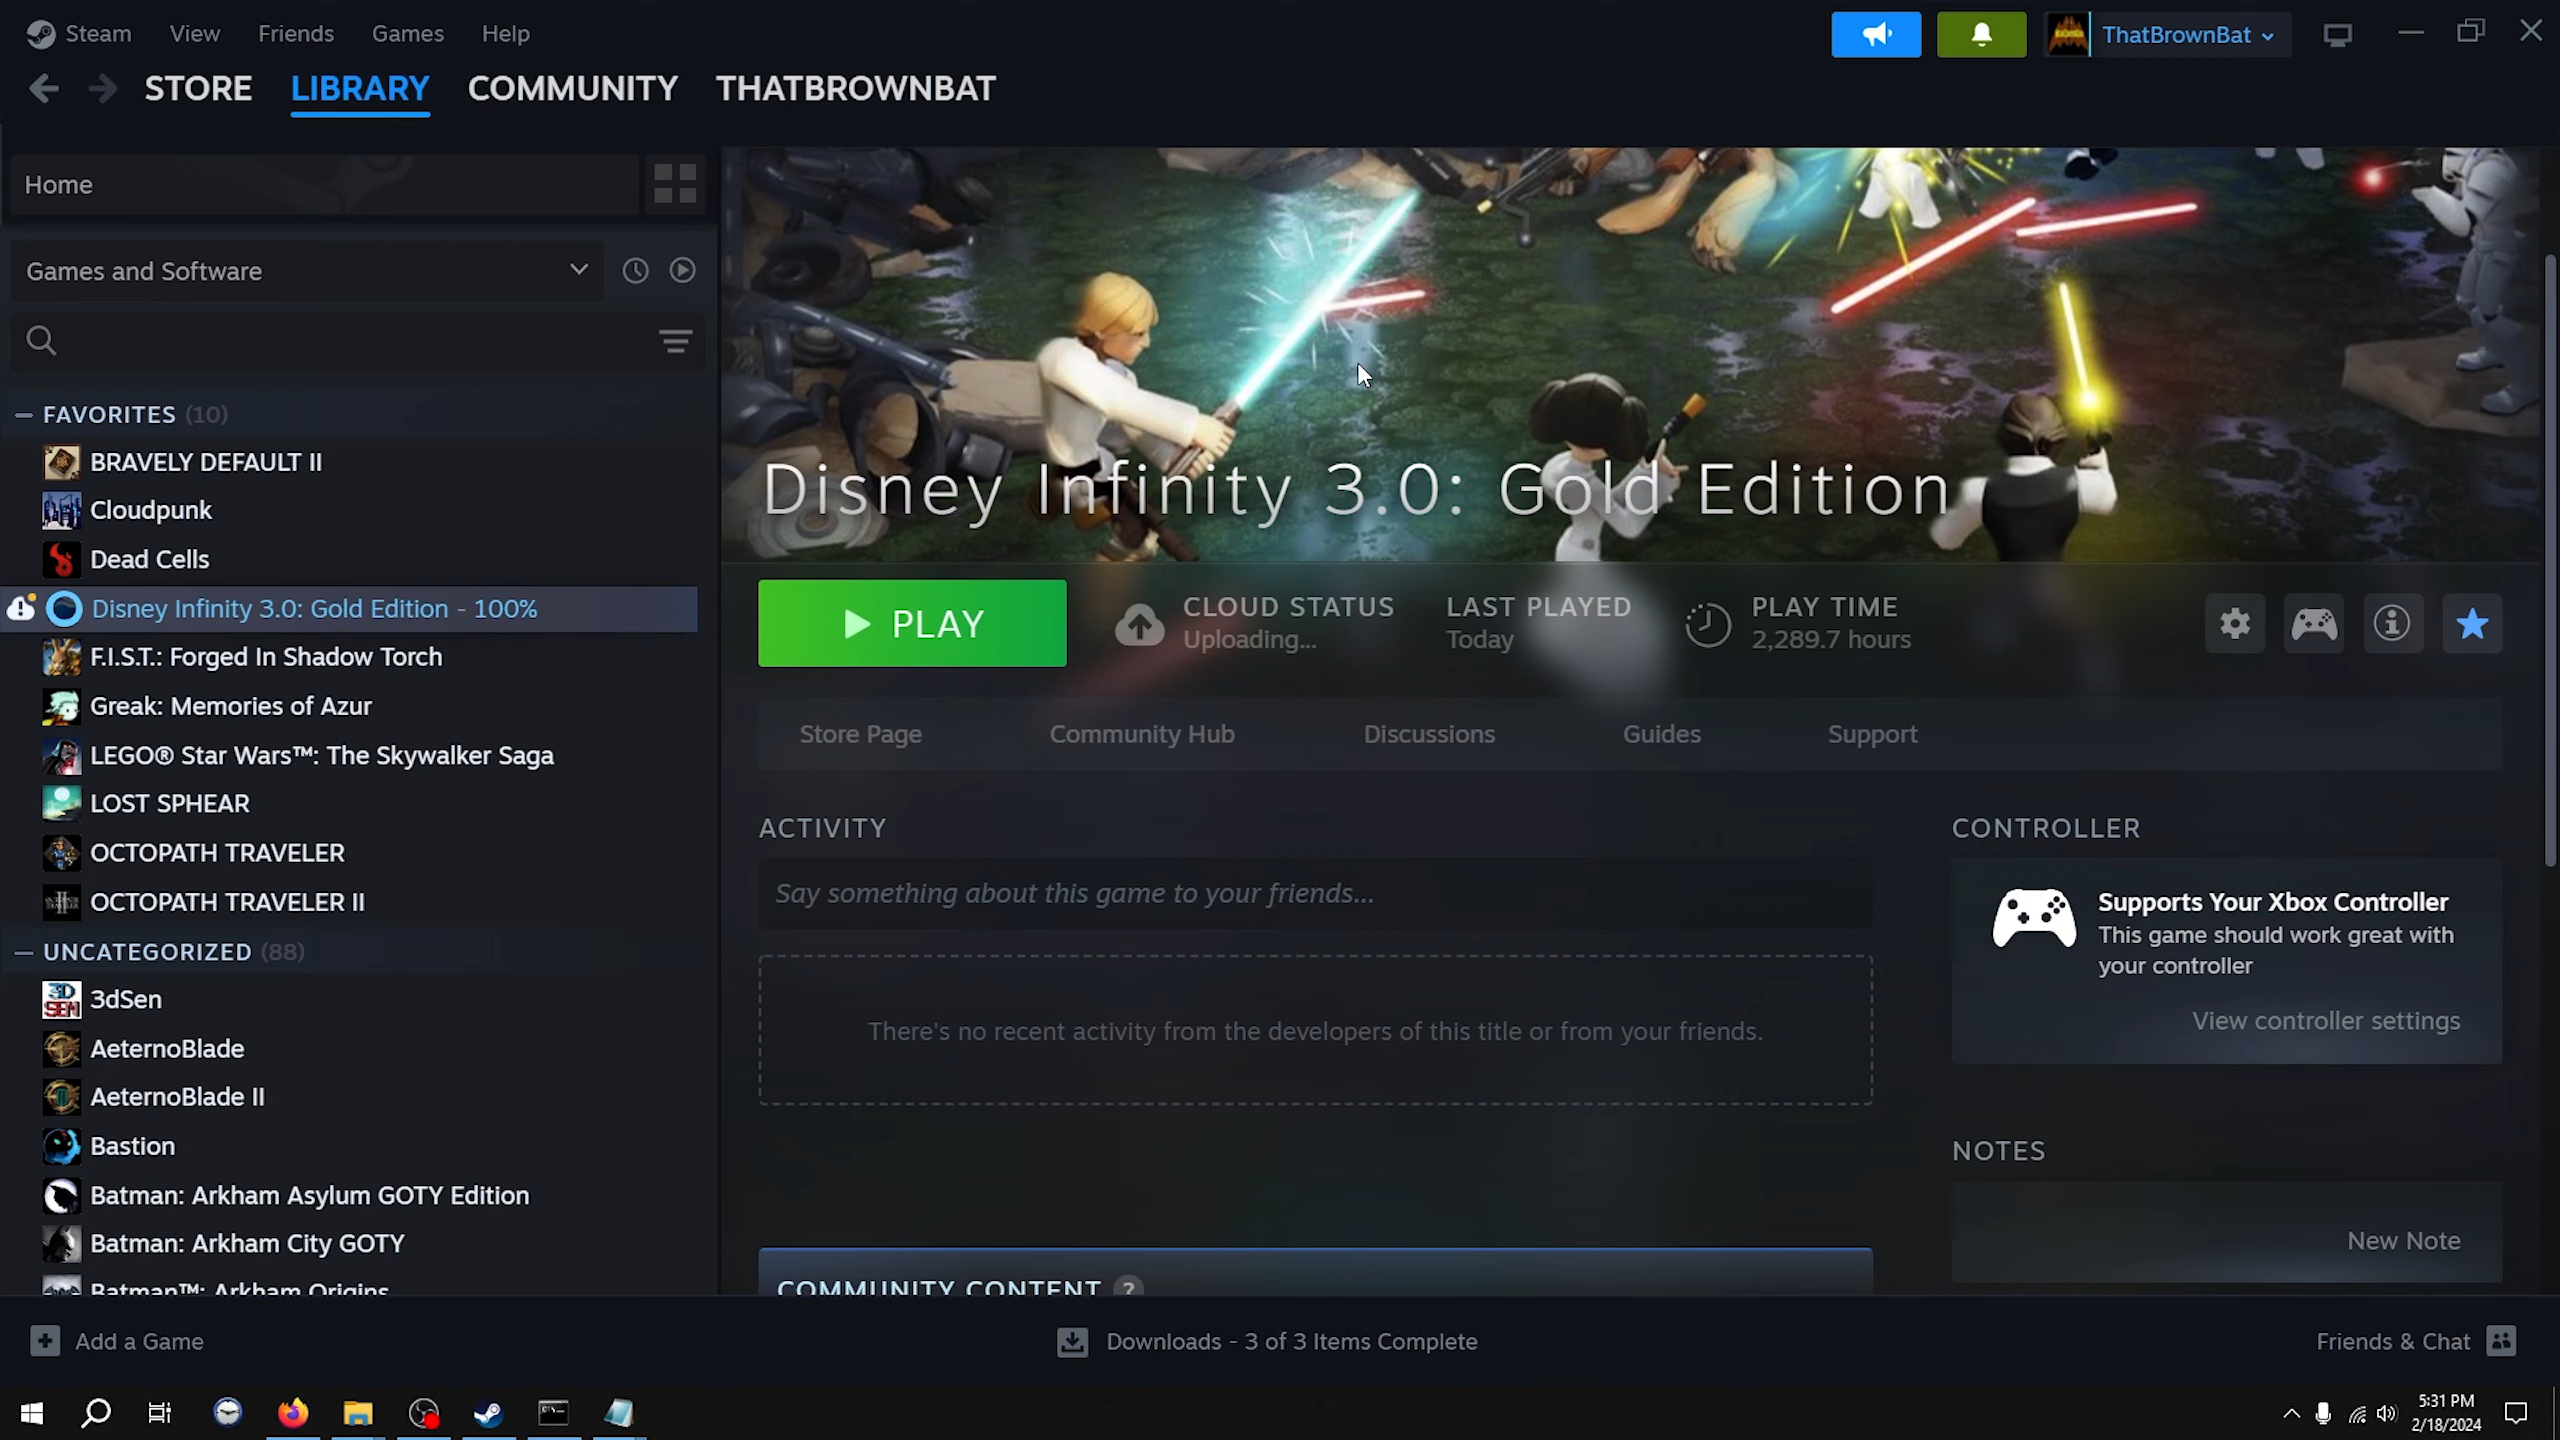 Steam View Friends Games Help
ThatBrownBat
STORE LIBRARY COMMUNITY THATBROWNBAT
Home
Games and Software
FAVORITES (10)
BRAVELY DEFAULT II
Cloudpunk
Dead Cells
Disney Infinity 3.0: Gold Edition - 100%
F.I.S.T.: Forged In Shadow Torch
Greak: Memories of Azur
LEGO® Star Wars™: The Skywalker Saga
LOST SPHEAR
OCTOPATH TRAVELER
OCTOPATH TRAVELER II
UNCATEGORIZED (88)
3dSen
AeternoBlade
AeternoBlade II
Bastion
Batman: Arkham Asylum GOTY Edition
Batman: Arkham City GOTY
Batman™: Arkham Origins
Disney Infinity 3.0: Gold Edition
PLAY
CLOUD STATUS
Uploading...
LAST PLAYED
Today
PLAY TIME
2,289.7 hours
Store Page Community Hub Discussions Guides Support
ACTIVITY
Say something about this game to your friends...
There's no recent activity from the developers of this title or from your friends.
COMMUNITY CONTENT ?
CONTROLLER
Supports Your Xbox Controller
This game should work great with
your controller
View controller settings
NOTES
New Note
Add a Game
Downloads - 3 of 3 Items Complete
Friends & Chat
5:31 PM
2/18/2024